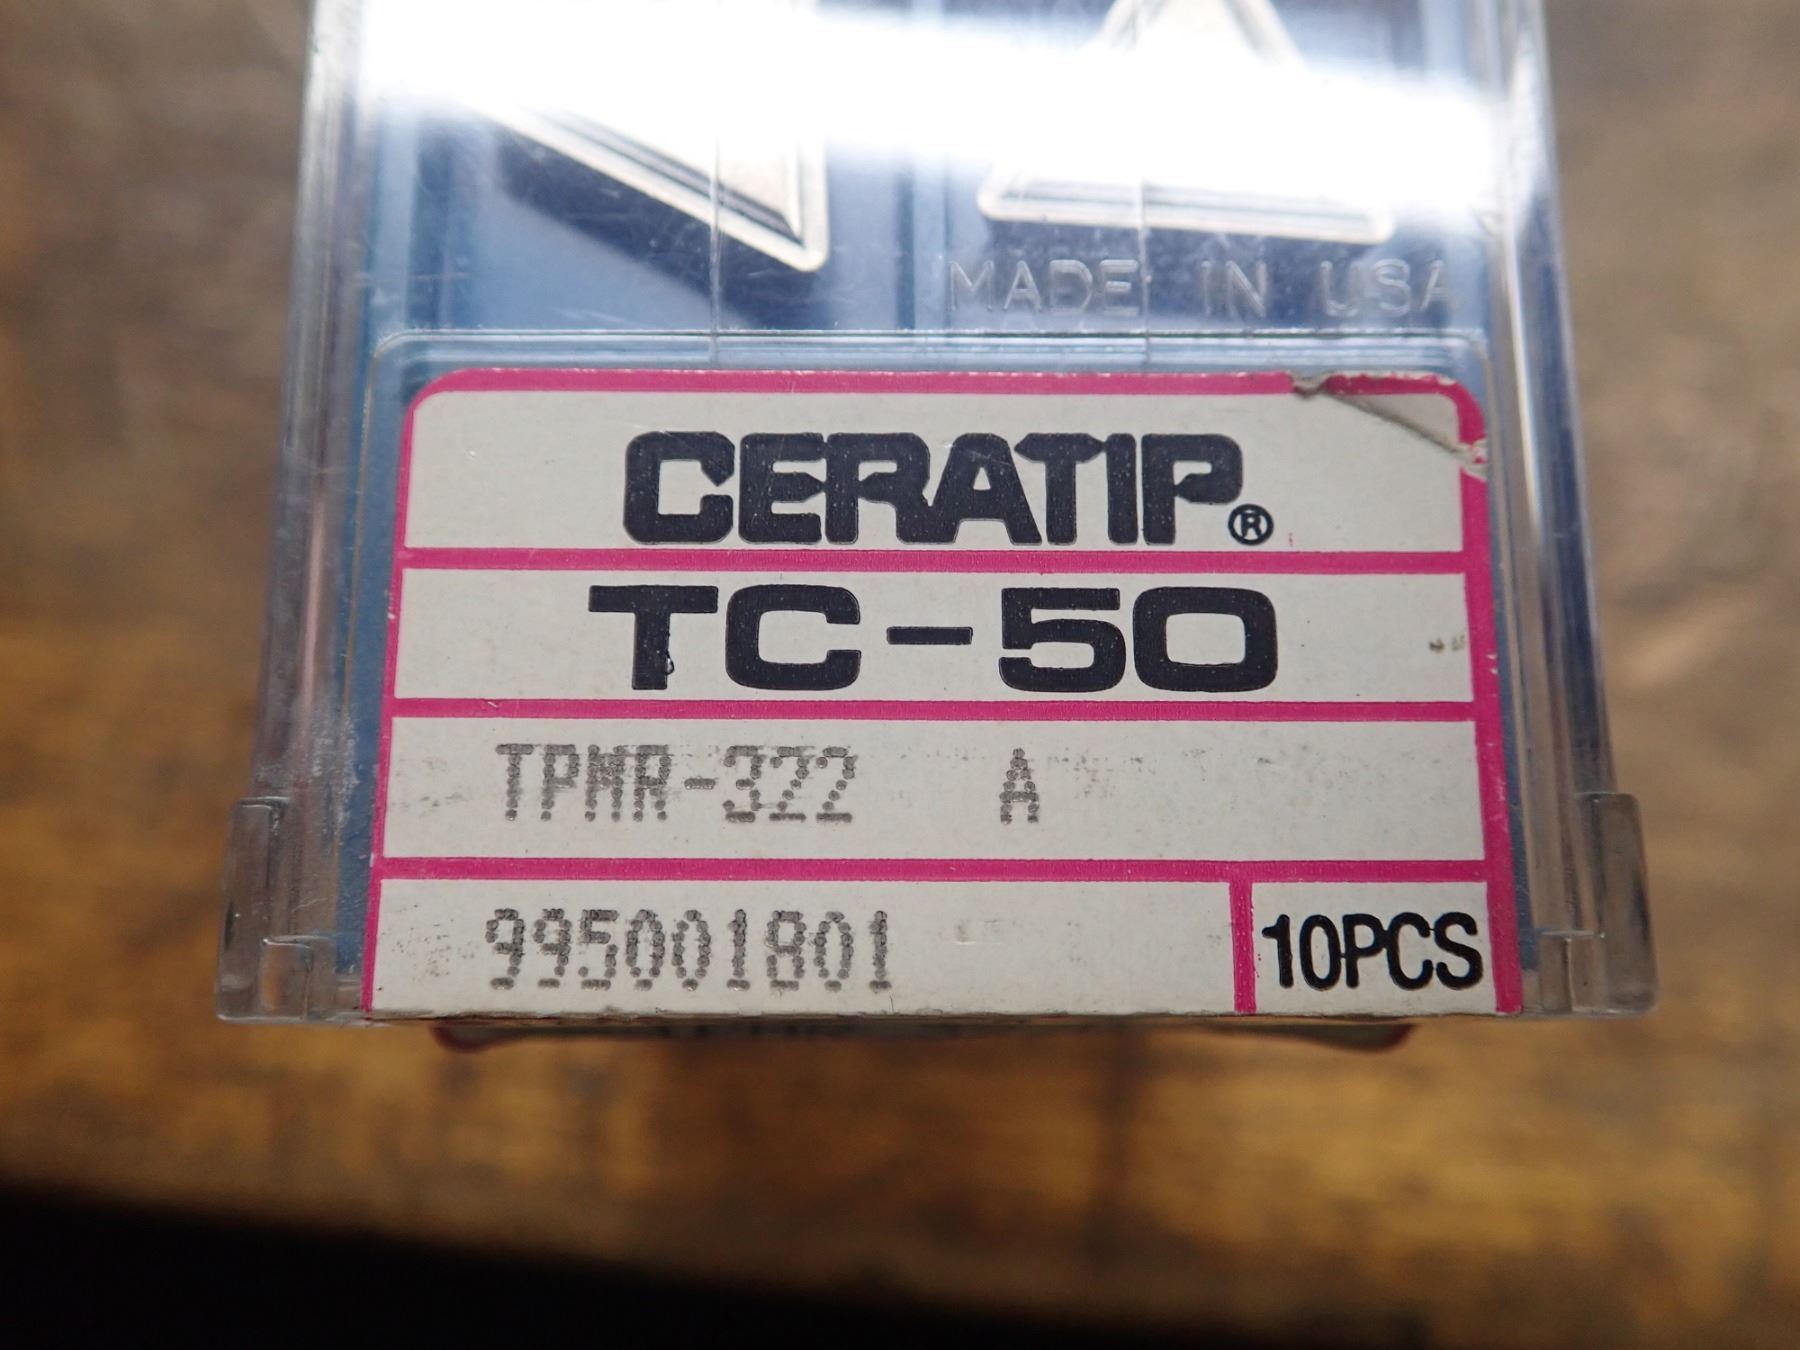 MADE IN USA
CERATIP®
TC-50
TPMR-322 A
995001801
10PCS